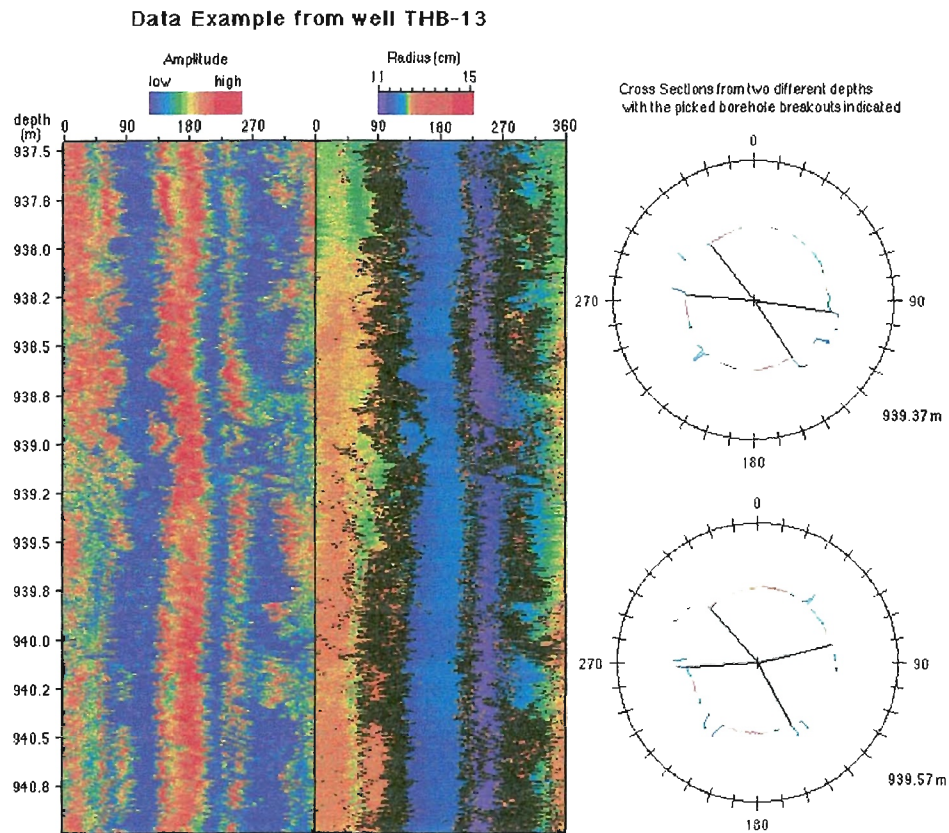 Data Example from well THB-13
Amplitude
low high
Radius (cm)
11 15
depth
(m)
0 90 180 270 0 90 180 270 360
937.5
937.8
938.0
938.2
938.5
938.8
939.0
939.2
939.5
939.8
940.0
940.2
940.5
940.8
Cross Sections from two different depths
with the picked borehole breakouts indicated
0
270 90
180
939.37 m
0
270 90
180
939.57 m